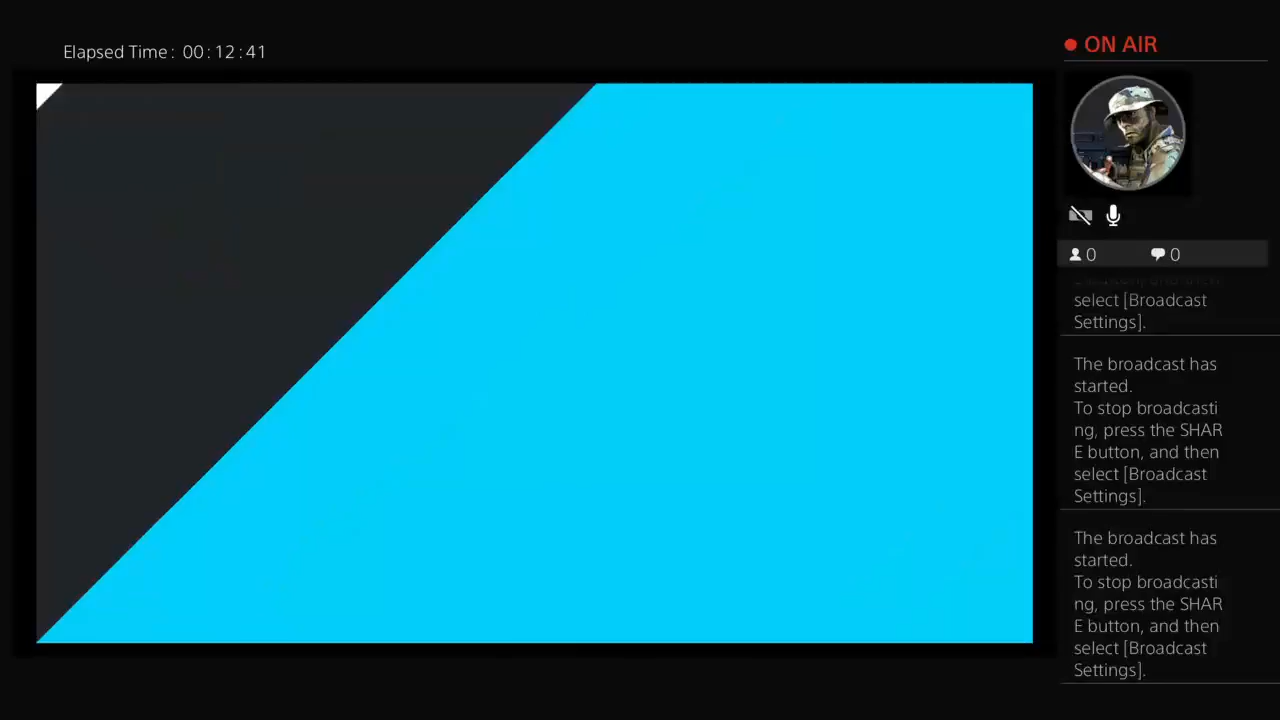 Elapsed Time: 00:12:41
ON AIR
0 0
select [Broadcast
Settings].
The broadcast has
started.
To stop broadcasti
ng, press the SHAR
E button, and then
select [Broadcast
Settings].
The broadcast has
started.
To stop broadcasti
ng, press the SHAR
E button, and then
select [Broadcast
Settings].